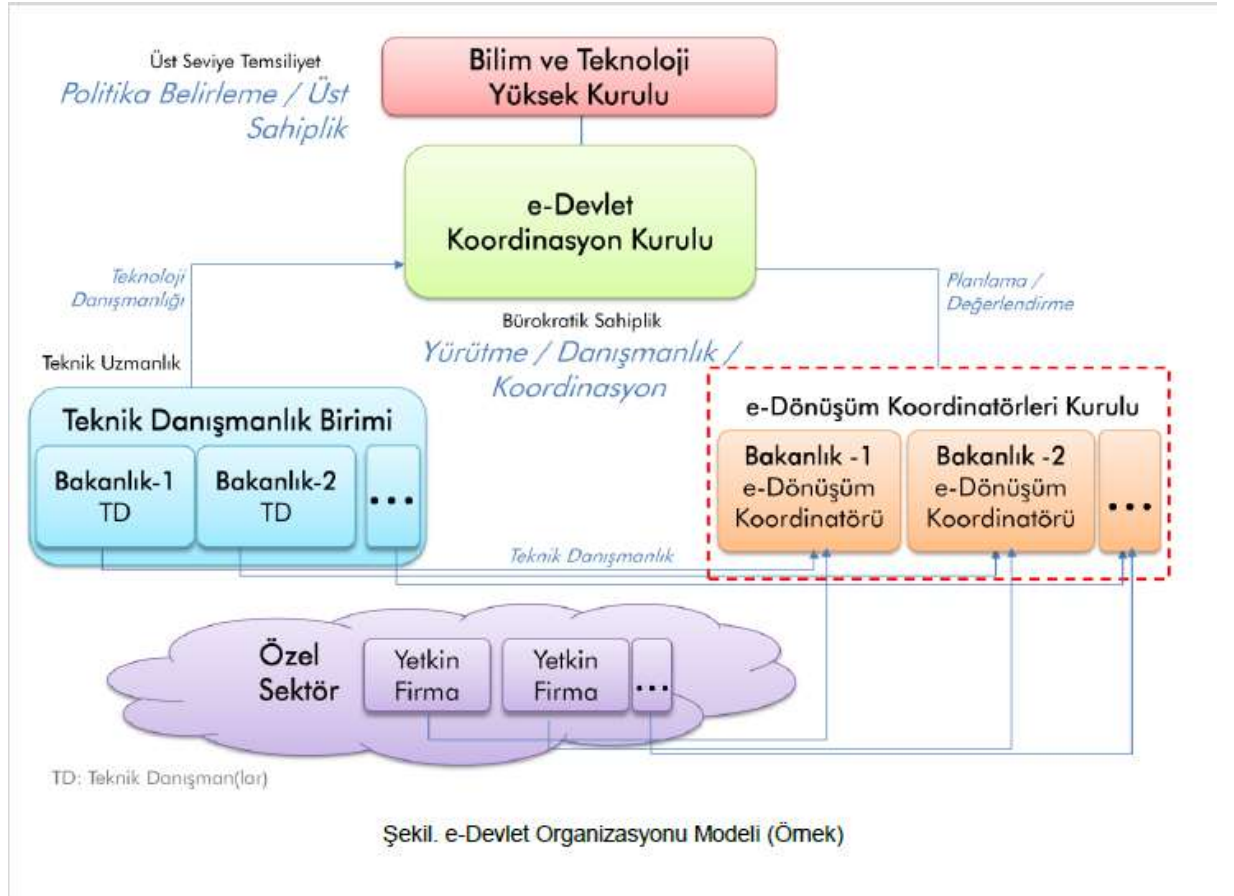 Üst Seviye Temsiliyet
Politika Belirleme / Üst
Sahiplik
Bilim ve Teknoloji
Yüksek Kurulu
e-Devlet
Koordinasyon Kurulu
Teknoloji
Danışmanlığı
Planlama /
Değerlendirme
Bürokratik Sahiplik
Yürütme / Danışmanlık /
Koordinasyon
Teknik Uzmanlık
Teknik Danışmanlık Birimi
Bakanlık-1
TD
Bakanlık-2
TD
...
e-Dönüşüm Koordinatörleri Kurulu
Bakanlık -1
e-Dönüşüm
Koordinatörü
Bakanlık -2
e-Dönüşüm
Koordinatörü
...
Teknik Danışmanlık
Özel
Sektör
Yetkin
Firma
Yetkin
Firma
...
TD: Teknik Danışman(lar)
Şekil. e-Devlet Organizasyonu Modeli (Örnek)